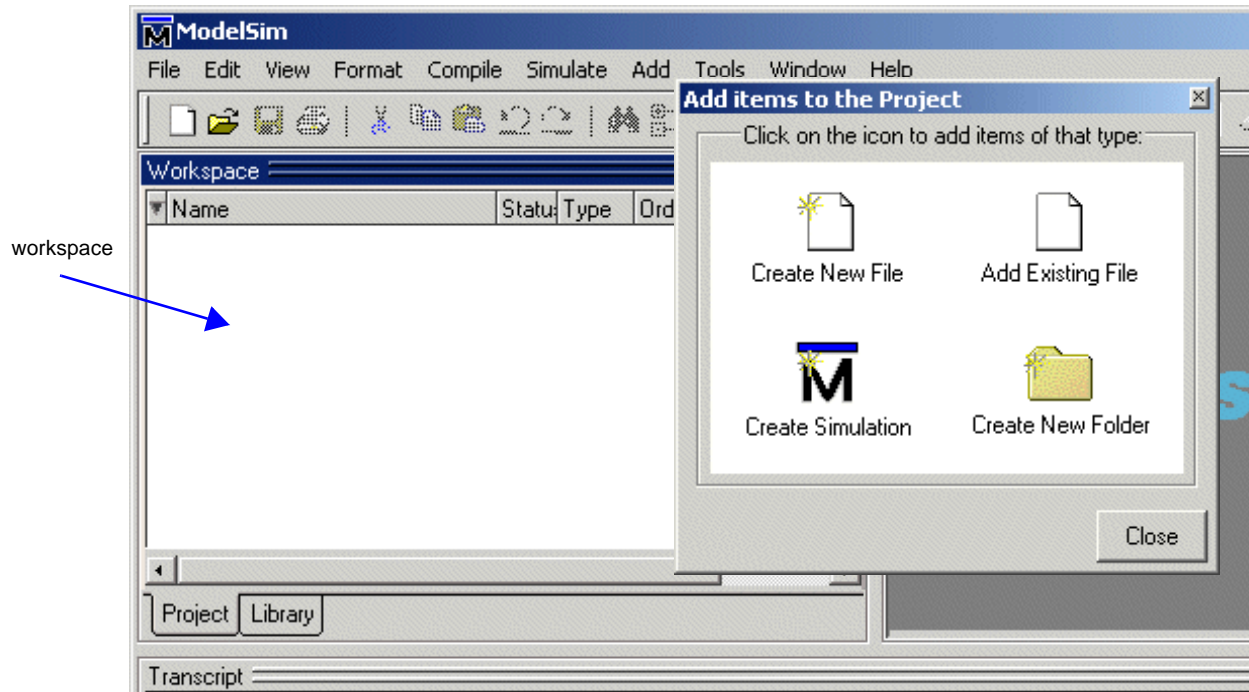 ModelSim
File Edit View Format Compile Simulate Add Tools Window Help
Add items to the Project
Click on the icon to add items of that type:
Workspace
Name Status Type Ord
workspace
Create New File Add Existing File
Create Simulation Create New Folder
Close
Project Library
Transcript